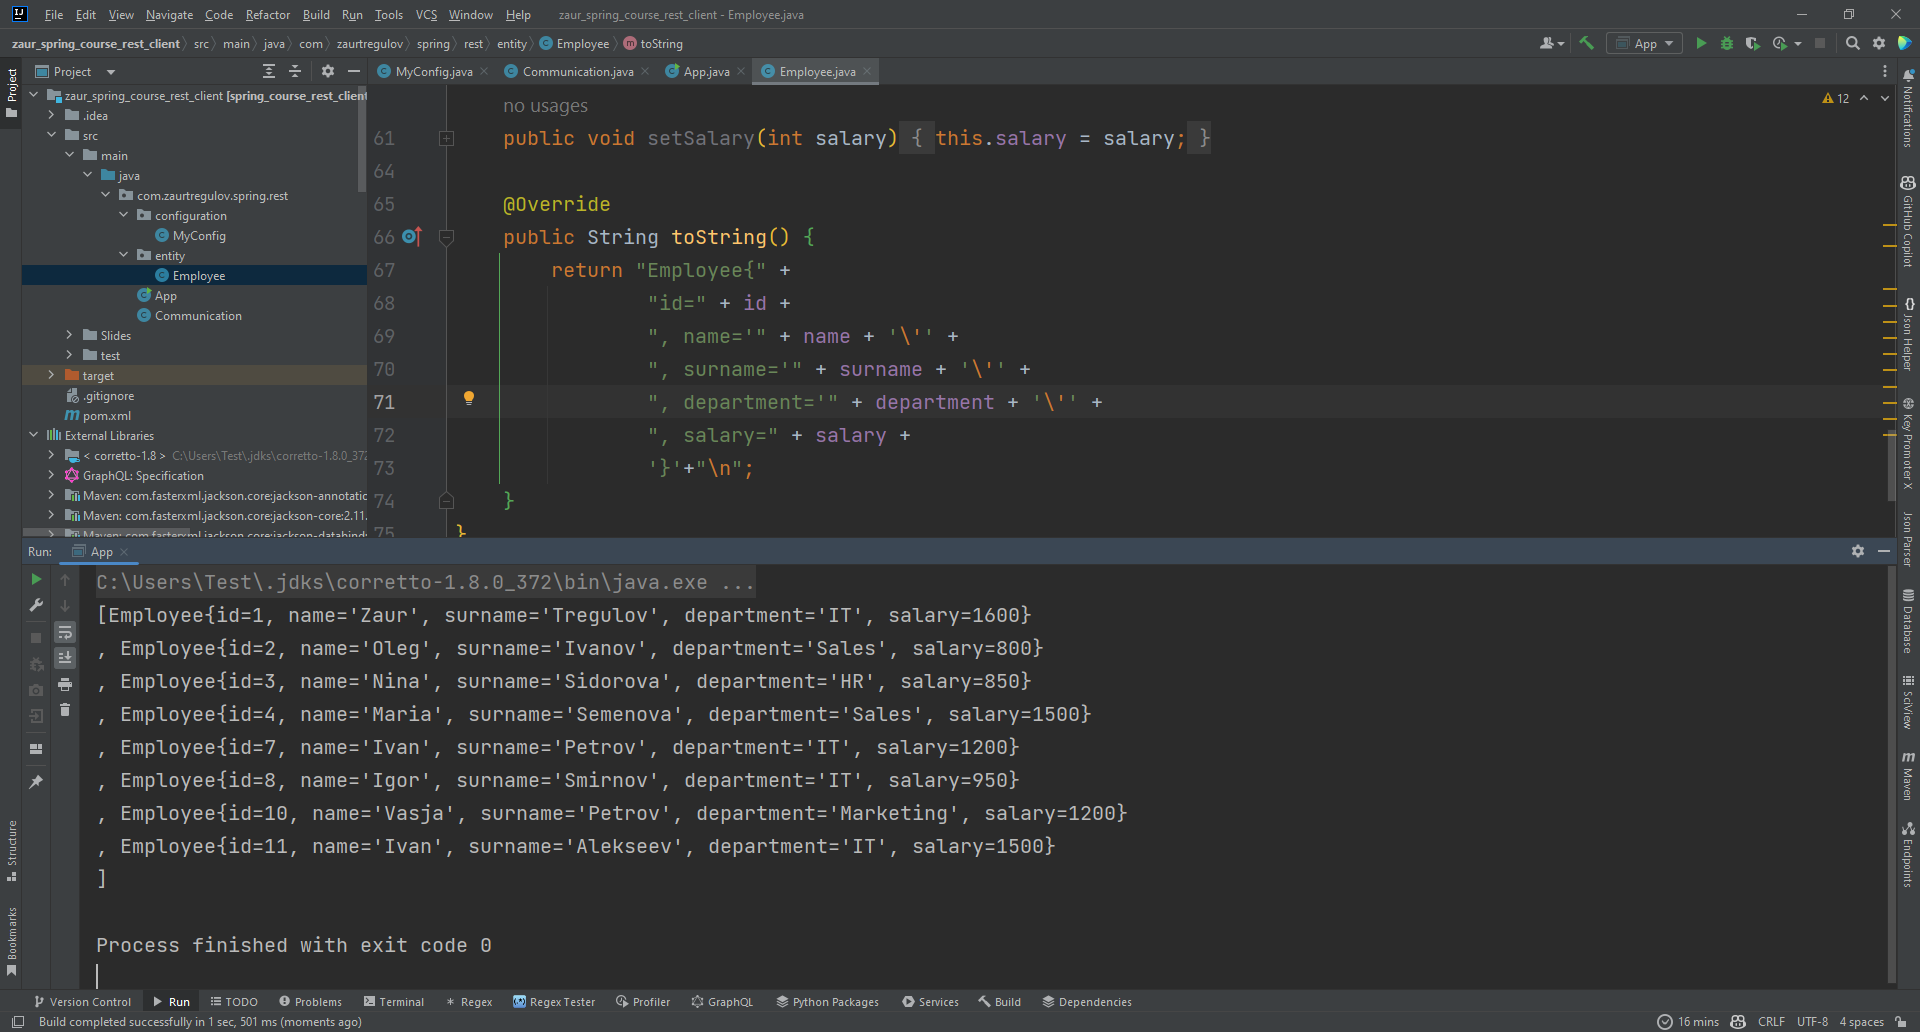 File Edit View Navigate Code Refactor Build Run Tools VCS Window Help zaur_spring_course_rest_client - Employee.java
zaur_spring_course_rest_client src main java com zaurtregulov spring rest entity Employee toString App
Project
MyConfig.java Communication.java App.java Employee.java
zaur_spring_course_rest_client [spring_course_rest_client
.idea
src
main
java
com.zaurtregulov.spring.rest
configuration
MyConfig
entity
Employee
App
Communication
Slides
test
target
.gitignore
pom.xml
External Libraries
< corretto-1.8 > C:\Users\Test\.jdks\corretto-1.8.0_372
GraphQL: Specification
Maven: com.fasterxml.jackson.core:jackson-annotatio
Maven: com.fasterxml.jackson.core:jackson-core:2.11.
Maven: com.fasterxml.jackson.core:jackson-databind:
no usages
12
61 public void setSalary(int salary) { this.salary = salary; }
64
65 @Override
66 public String toString() {
67 return "Employee{" +
68 "id=" + id +
69 ", name='" + name + '\'' +
70 ", surname='" + surname + '\'' +
71 ", department='" + department + '\'' +
72 ", salary=" + salary +
73 '}'+"\n";
74 }
75 }
Run: App
C:\Users\Test\.jdks\corretto-1.8.0_372\bin\java.exe ...
[Employee{id=1, name='Zaur', surname='Tregulov', department='IT', salary=1600}
, Employee{id=2, name='Oleg', surname='Ivanov', department='Sales', salary=800}
, Employee{id=3, name='Nina', surname='Sidorova', department='HR', salary=850}
, Employee{id=4, name='Maria', surname='Semenova', department='Sales', salary=1500}
, Employee{id=7, name='Ivan', surname='Petrov', department='IT', salary=1200}
, Employee{id=8, name='Igor', surname='Smirnov', department='IT', salary=950}
, Employee{id=10, name='Vasja', surname='Petrov', department='Marketing', salary=1200}
, Employee{id=11, name='Ivan', surname='Alekseev', department='IT', salary=1500}
]
Process finished with exit code 0
Project
Structure
Bookmarks
Notifications
GitHub Copilot
Json Helper
Key Promoter X
Json Parser
Database
SciView
Maven
Endpoints
Version Control Run TODO Problems Terminal Regex Regex Tester Profiler GraphQL Python Packages Services Build Dependencies
Build completed successfully in 1 sec, 501 ms (moments ago) 16 mins CRLF UTF-8 4 spaces